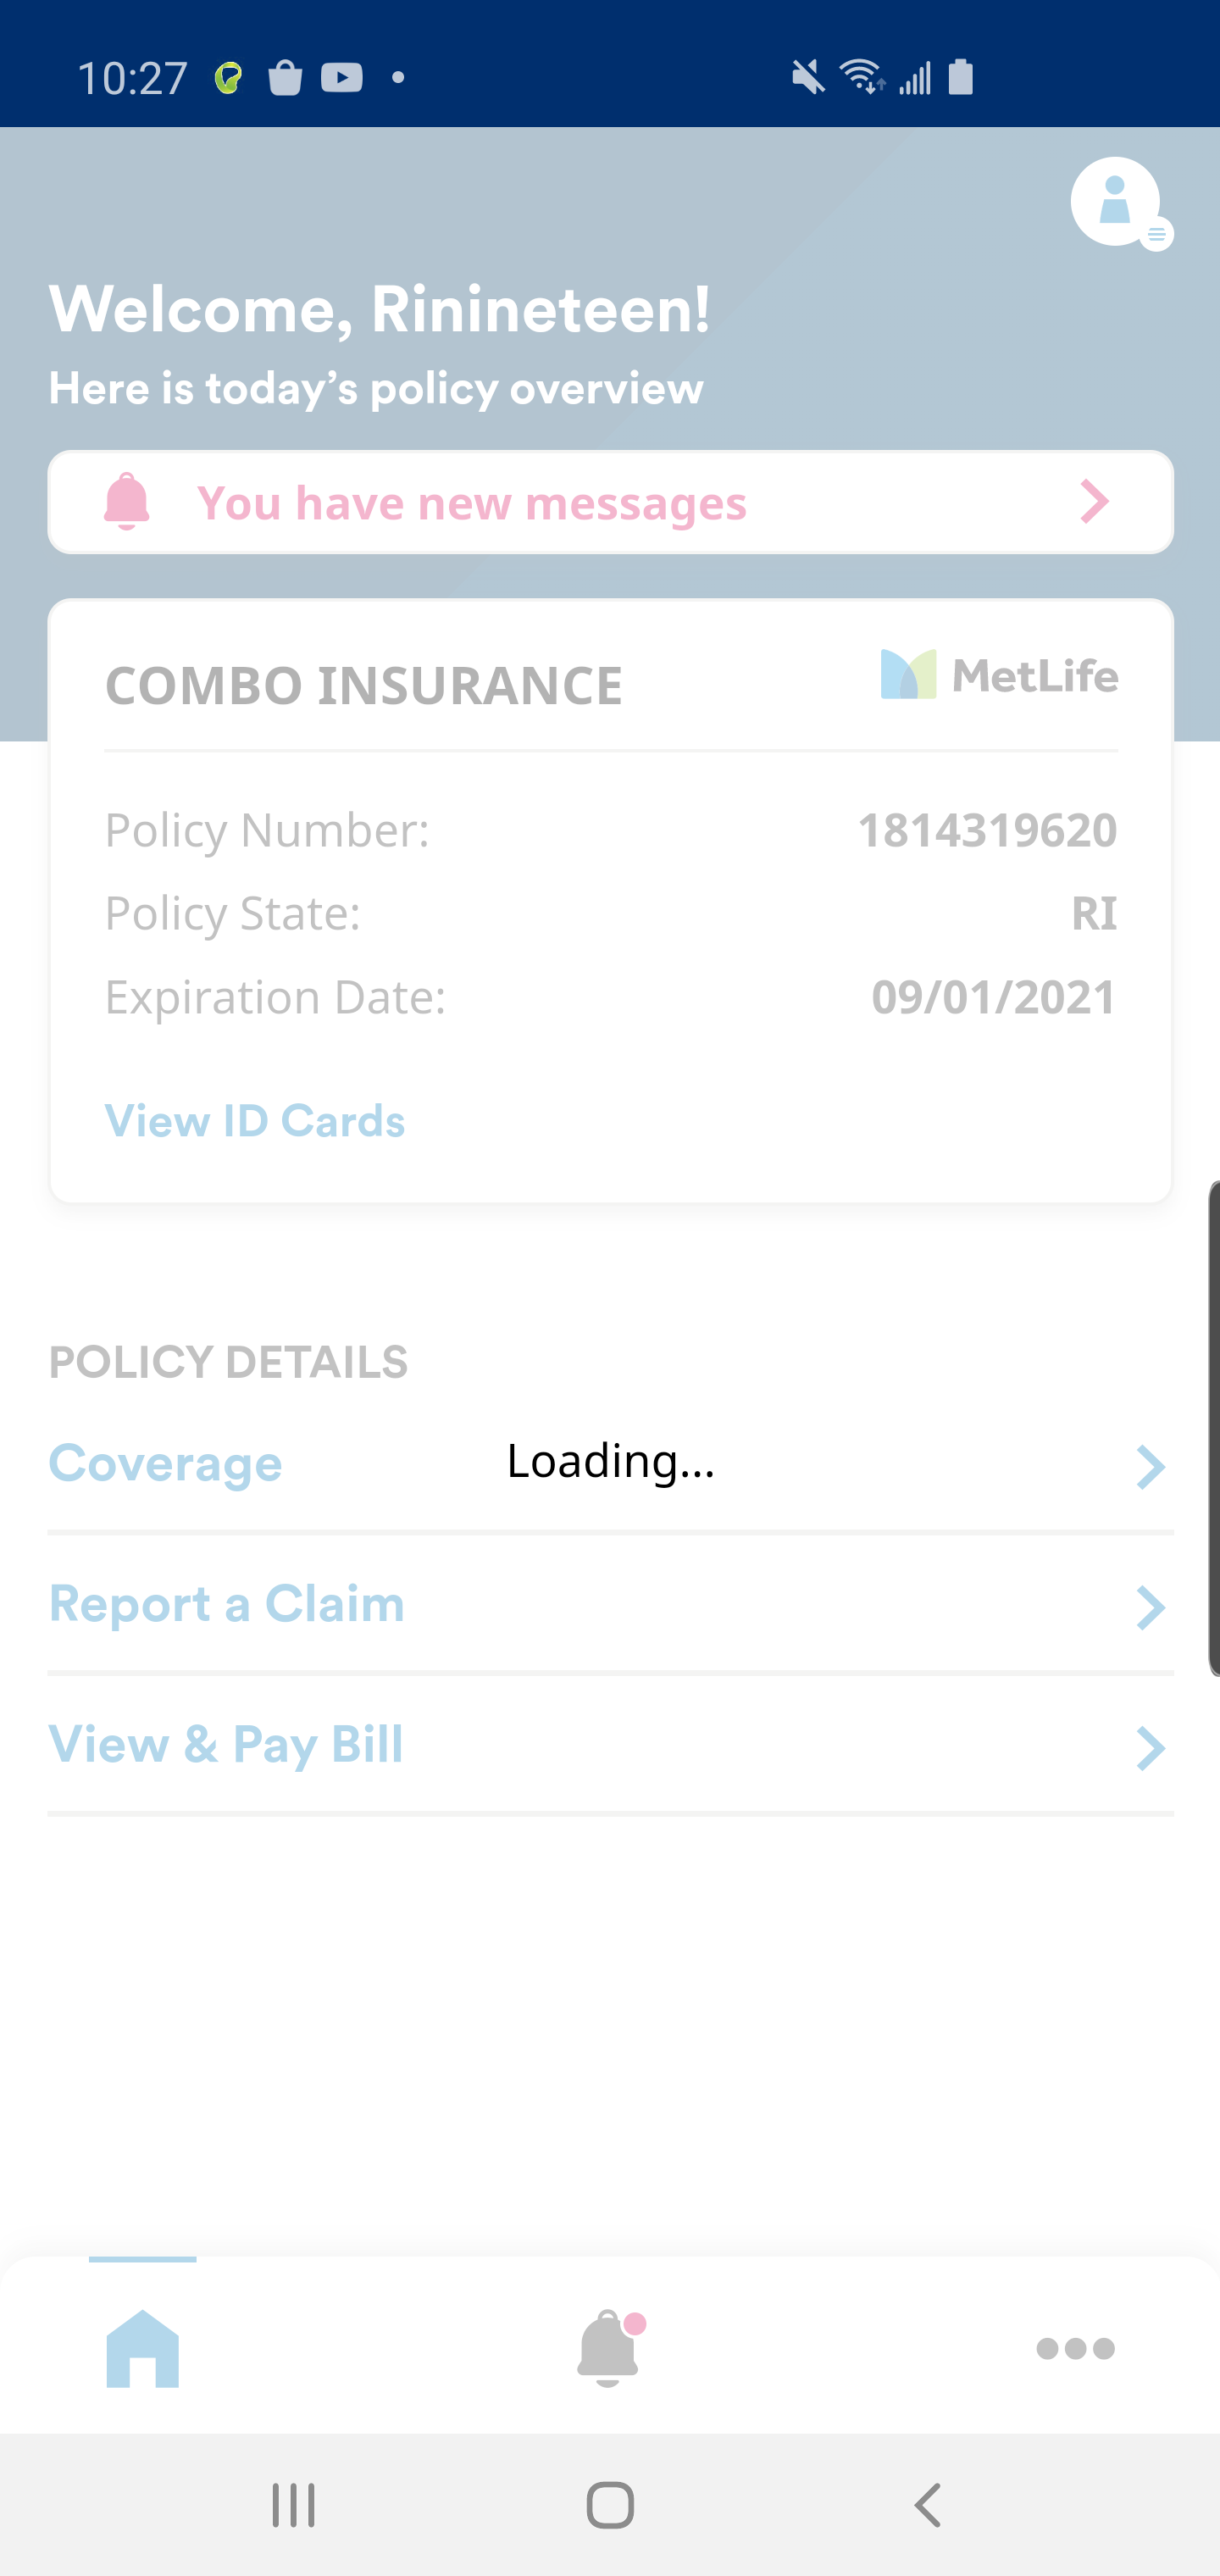 10:27
Welcome, Rinineteen!
Here is today's policy overview
You have new messages
COMBO INSURANCE
MetLife
Policy Number: 1814319620
Policy State: RI
Expiration Date: 09/01/2021
View ID Cards
POLICY DETAILS
Coverage
Loading...
Report a Claim
View & Pay Bill